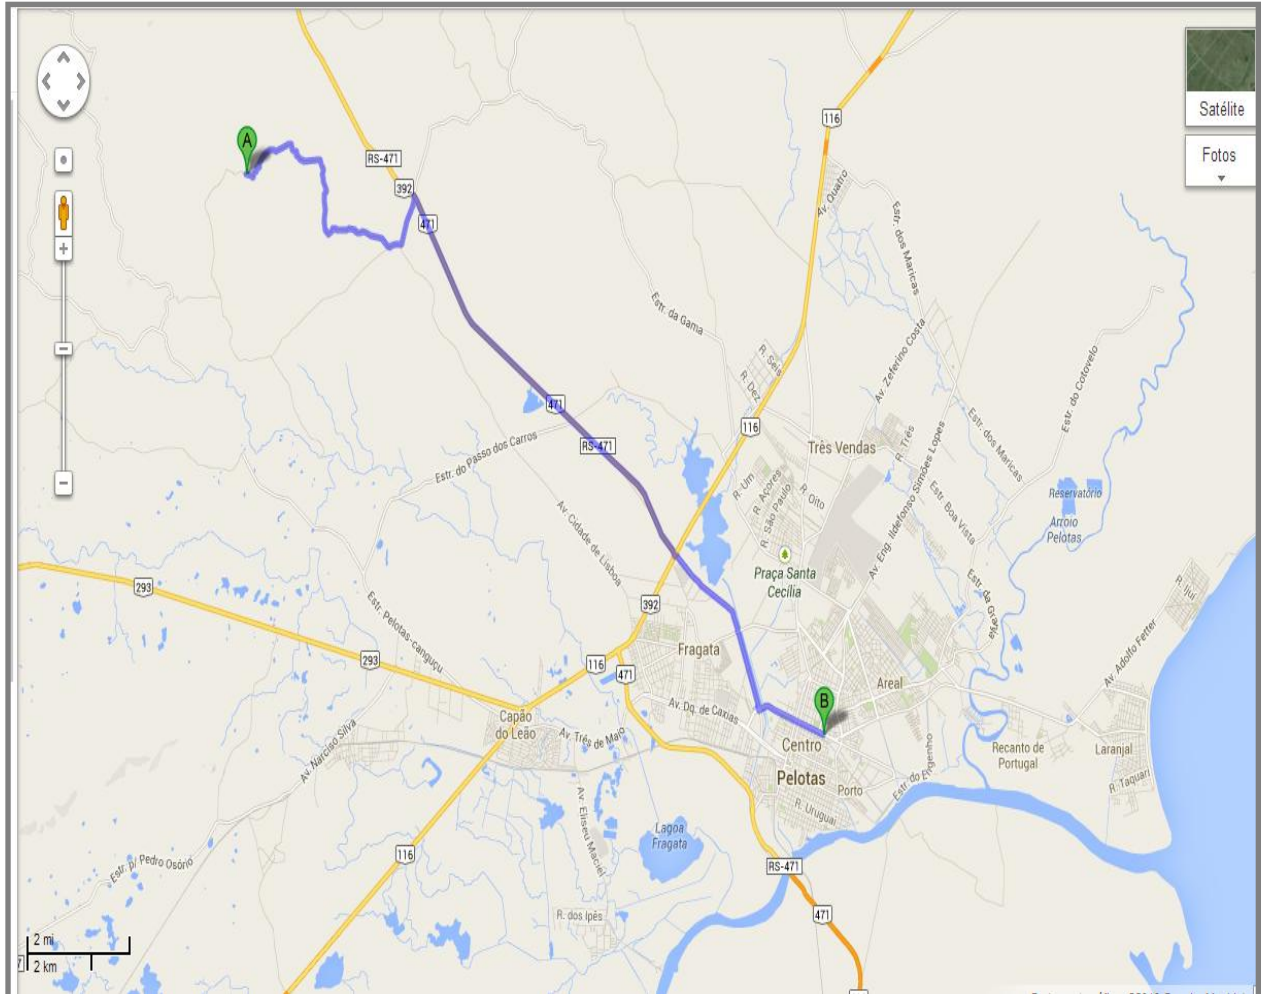 116
Satélite
A
Fotos
RS-471
Av. Quatro
392
471
Estr. dos Maricas
Estr. da Gama
Av. Zeferino Costa
R. Seis
R. Dez
Estr. do Cotovelo
471
116
Estr. dos Maricas
RS-471
Três Vendas
R. Três
Estr. do Passo dos Carros
Av. Eng. Ildefonso Simões Lopes
R. Ulm
R. Açores
R. São Paulo
R. Oito
Estr. Boa Vista
Reservatório
Arroio
Pelotas
Av. Cidade de Lisboa
Praça Santa
Cecília
293
Estr. Pelotas-canguçu
392
Estr. da Granja
R. Ijuí
Fragata
Av. Adolfo Fetter
293
116
471
Areal
B
Capão
do Leão
Av. Dq. de Caxias
Av. Três de Maio
Centro
Recanto de
Portugal
Laranjal
Av. Narciso Silva
Pelotas
Porto
Estr. do Engenho
R. Taquari
R. Uruguai
Av. Eliseu Maciel
Lagoa
Fragata
116
Estr. p/ Pedro Osório
RS-471
R. dos Ipês
471
2 mi
2 km